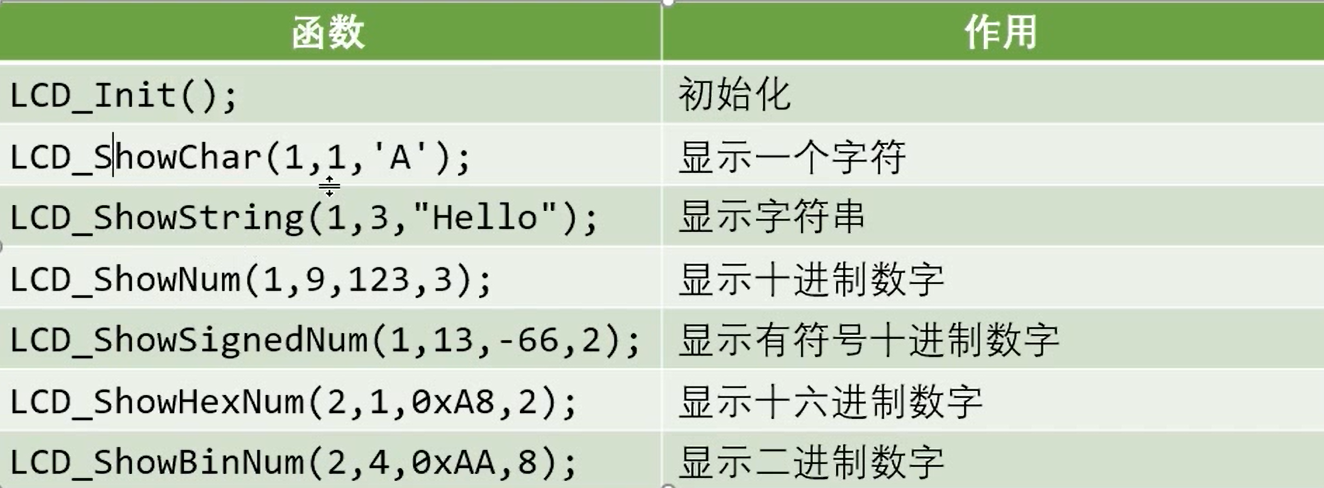 函数 作用
LCD_Init(); 初始化
LCD_ShowChar(1,1,'A'); 显示一个字符
LCD_ShowString(1,3,"Hello"); 显示字符串
LCD_ShowNum(1,9,123,3); 显示十进制数字
LCD_ShowSignedNum(1,13,-66,2); 显示有符号十进制数字
LCD_ShowHexNum(2,1,0xA8,2); 显示十六进制数字
LCD_ShowBinNum(2,4,0xAA,8); 显示二进制数字